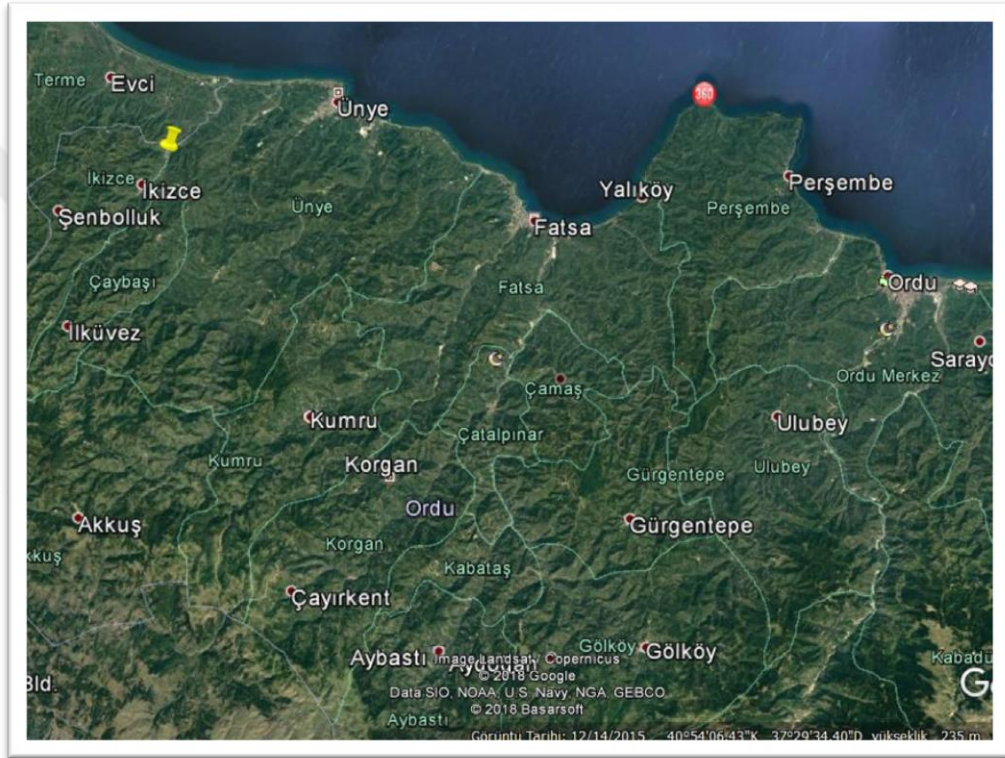 Terme
Evci
Ünye
360
İkizce
İkizce
Şenbolluk
Ünye
Yalıköy
Perşembe
Perşembe
Fatsa
Çaybaşı
Fatsa
Ordu
İlküvez
Ordu Merkez
Çamaş
Kumru
Ulubey
Çatalpınar
Kumru
Korgan
Gürgentepe
Ulubey
Ordu
Akkuş
Gürgentepe
Korgan
Kabataş
Çayırkent
Gölköy
Gölköy
Aybastı
Aydoğan
Image Landsat / Copernicus
© 2018 Google
Data SIO, NOAA, U.S. Navy, NGA, GEBCO
© 2018 Basarsoft
Bld.
Aybastı
Görüntü Tarihi: 12/14/2015 40°54'06.43"K 37°29'34.40"D yükseklik 235 m